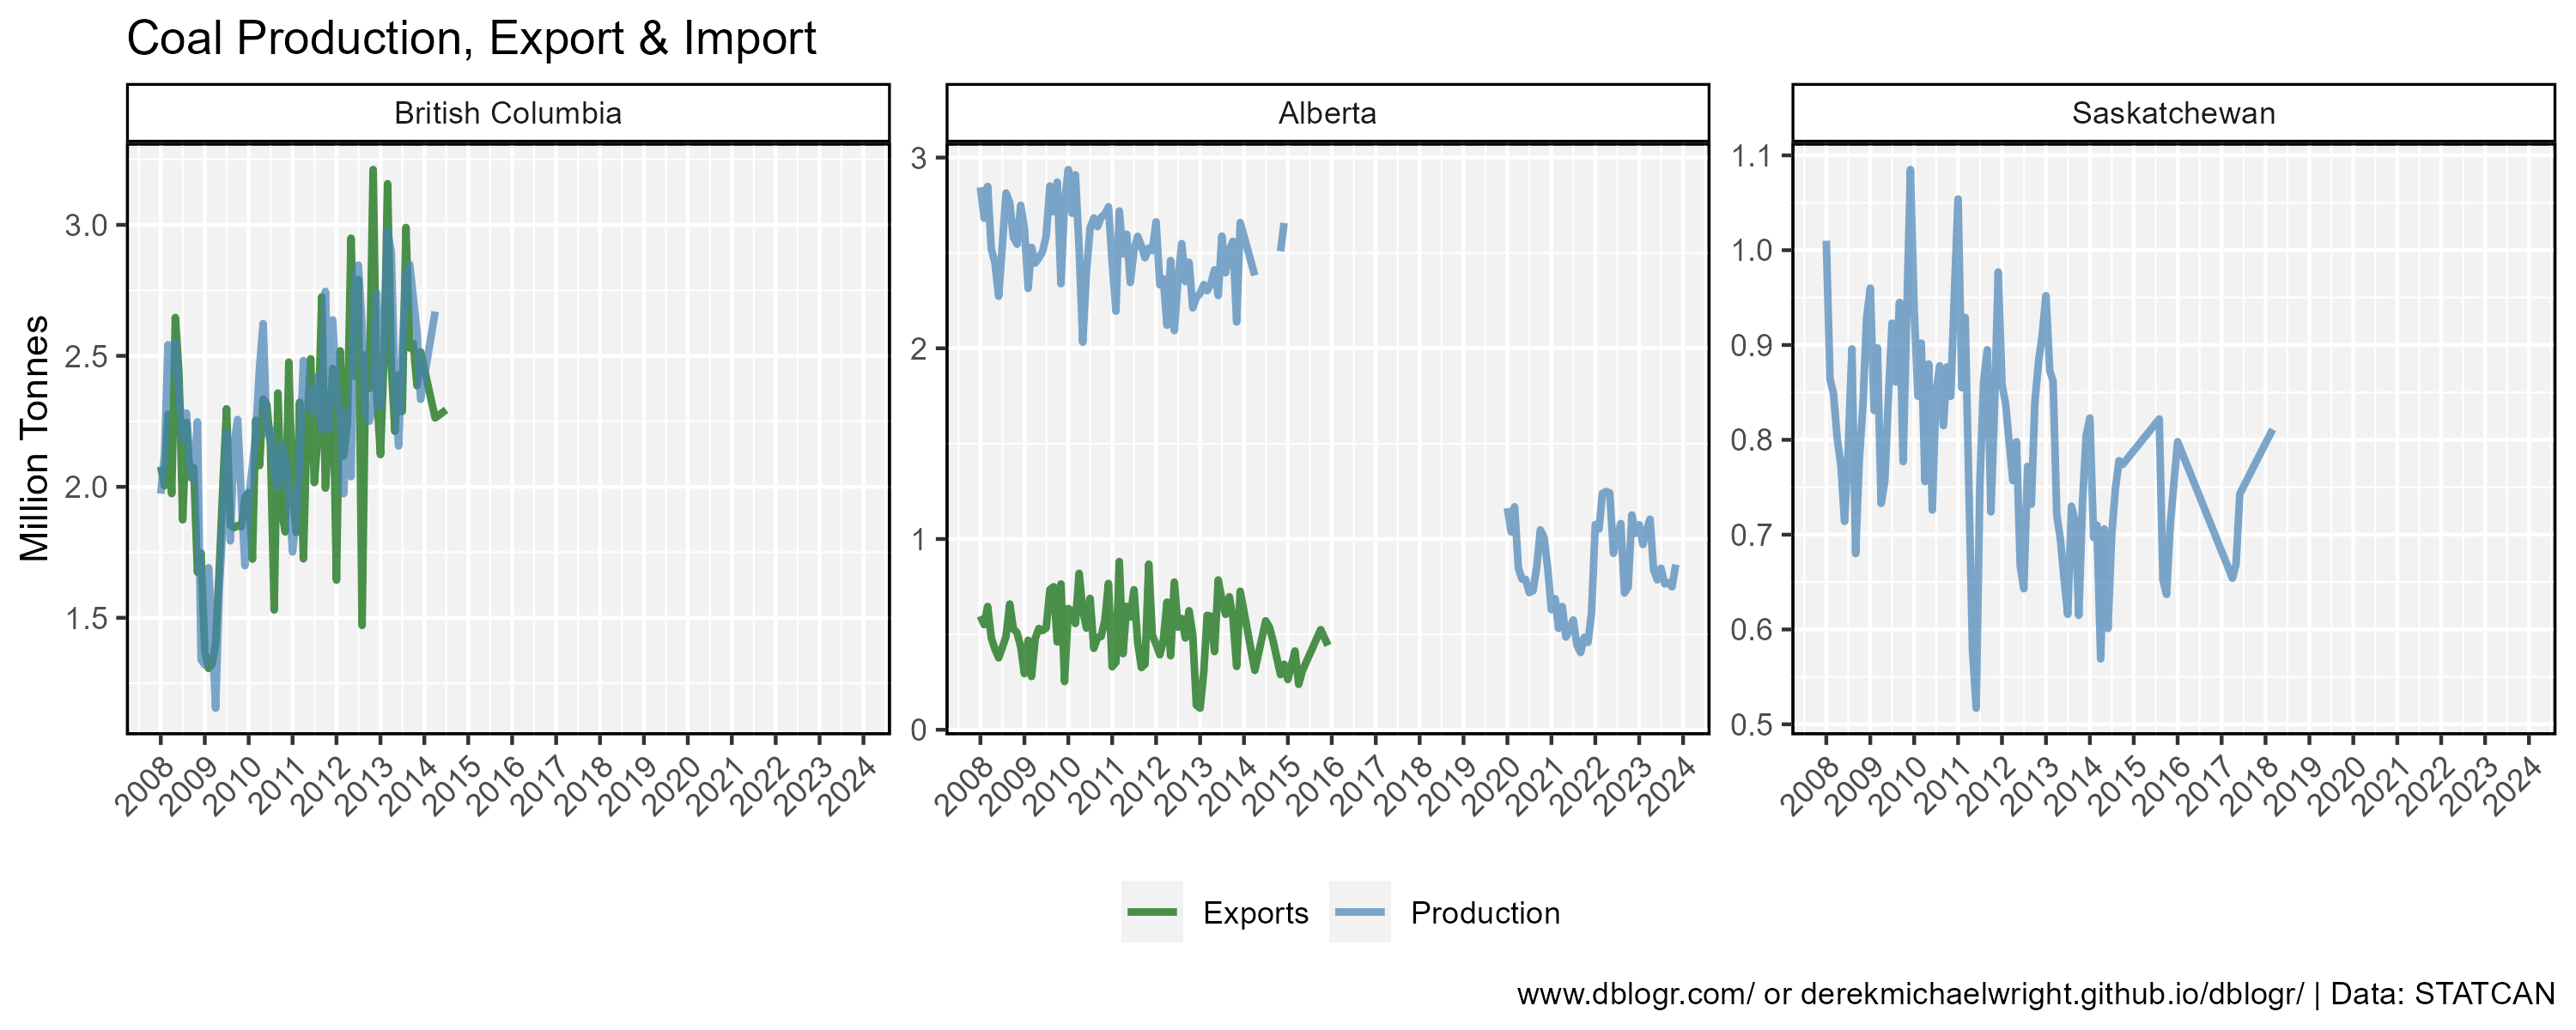 Coal Production, Export & Import
British Columbia
Alberta
Saskatchewan
Million Tonnes
3.0
2.5
2.0
1.5
3
2
1
0
1.1
1.0
0.9
0.8
0.7
0.6
0.5
2008 2009 2010 2011 2012 2013 2014 2015 2016 2017 2018 2019 2020 2021 2022 2023 2024
2008 2009 2010 2011 2012 2013 2014 2015 2016 2017 2018 2019 2020 2021 2022 2023 2024
2008 2009 2010 2011 2012 2013 2014 2015 2016 2017 2018 2019 2020 2021 2022 2023 2024
Exports Production
www.dblogr.com/ or derekmichaelwright.github.io/dblogr/ | Data: STATCAN